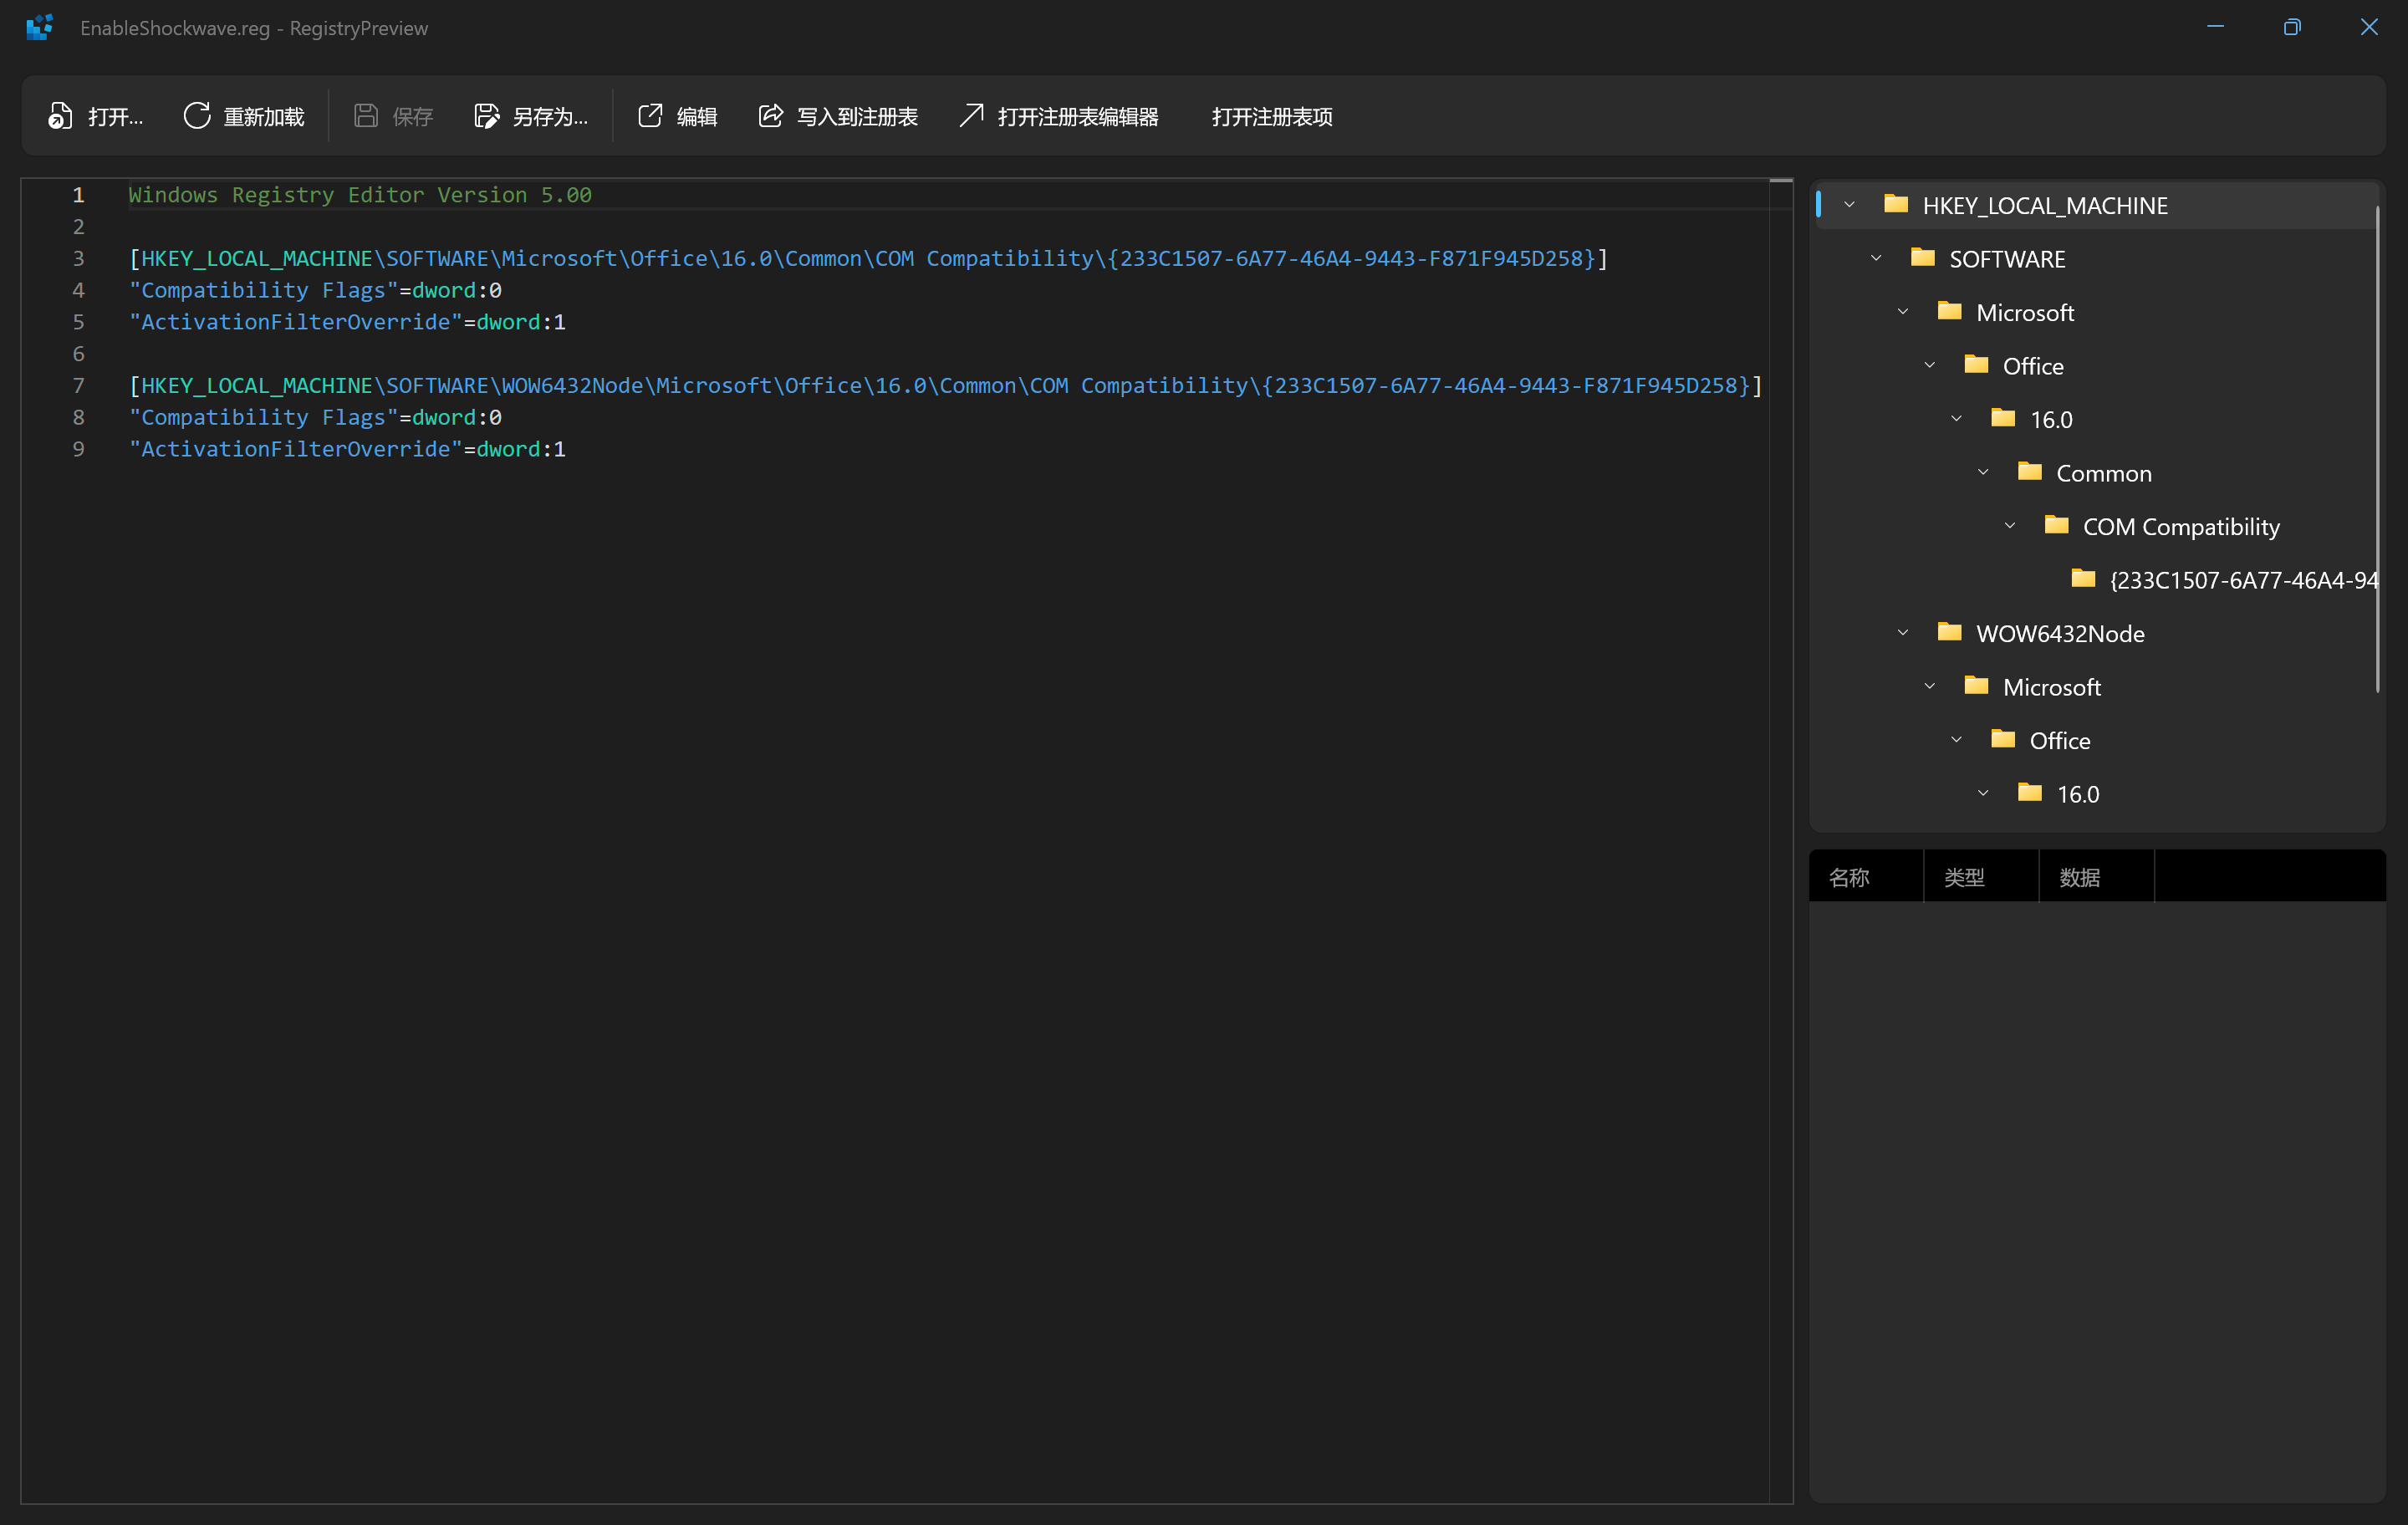 EnableShockwave.reg - RegistryPreview
打开... 重新加载 保存 另存为... 编辑 写入到注册表 打开注册表编辑器 打开注册表项
1 Windows Registry Editor Version 5.00
2
3 [HKEY_LOCAL_MACHINE\SOFTWARE\Microsoft\Office\16.0\Common\COM Compatibility\{233C1507-6A77-46A4-9443-F871F945D258}]
4 "Compatibility Flags"=dword:0
5 "ActivationFilterOverride"=dword:1
6
7 [HKEY_LOCAL_MACHINE\SOFTWARE\WOW6432Node\Microsoft\Office\16.0\Common\COM Compatibility\{233C1507-6A77-46A4-9443-F871F945D258}]
8 "Compatibility Flags"=dword:0
9 "ActivationFilterOverride"=dword:1
HKEY_LOCAL_MACHINE
SOFTWARE
Microsoft
Office
16.0
Common
COM Compatibility
{233C1507-6A77-46A4-94
WOW6432Node
Microsoft
Office
16.0
名称 类型 数据